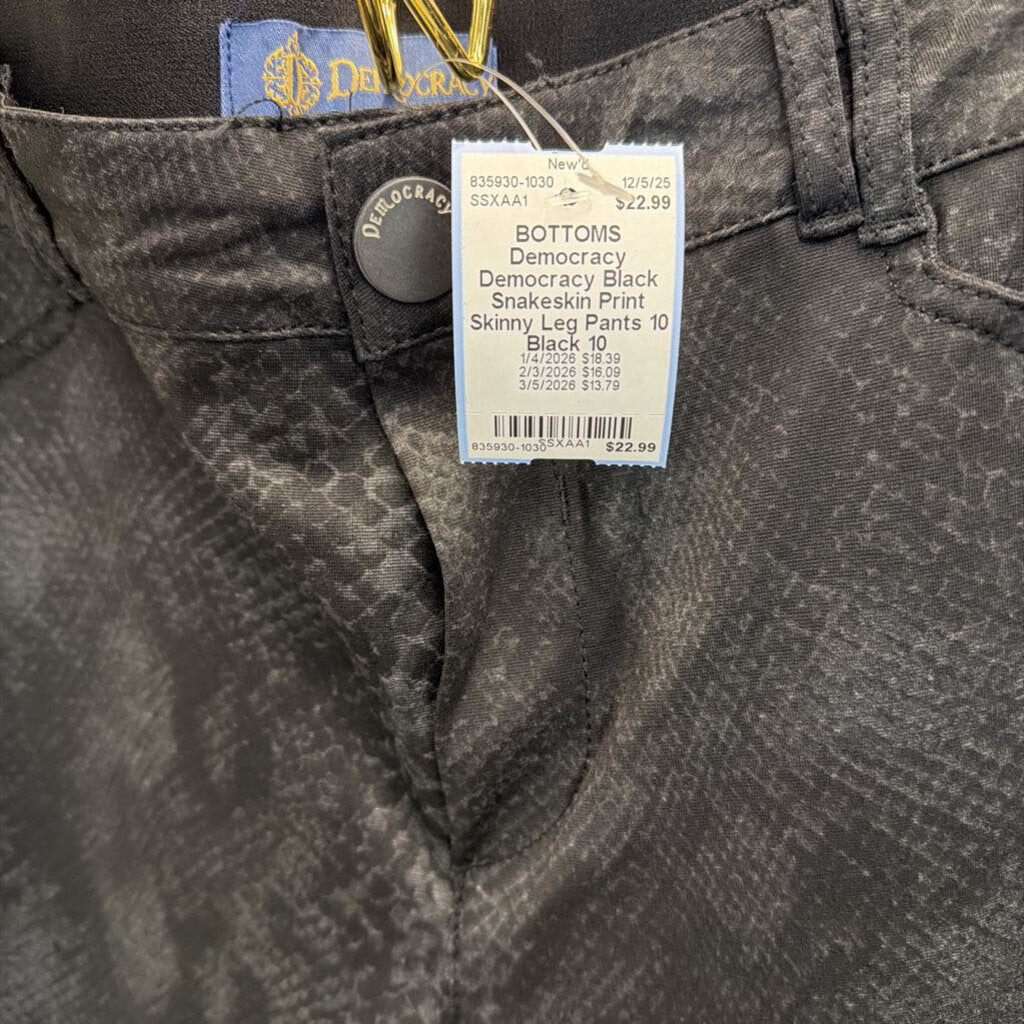 DEMOCRACY
DEMOCRACY
New'd
835930-1030 12/5/25
SSXAA1 $22.99
BOTTOMS
Democracy
Democracy Black
Snakeskin Print
Skinny Leg Pants 10
Black 10
1/4/2026 $18.39
2/3/2026 $16.09
3/5/2026 $13.79
835930-1030 SSXAA1 $22.99